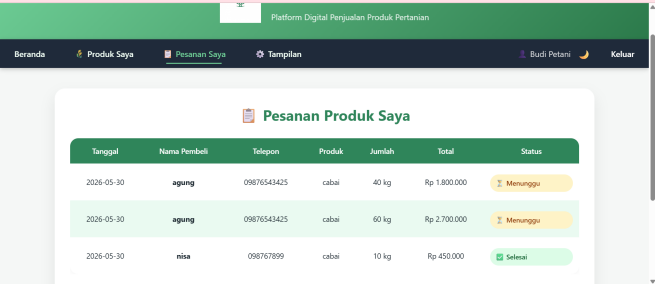 Platform Digital Penjualan Produk Pertanian
Beranda Produk Saya Pesanan Saya Tampilan Budi Petani Keluar
Pesanan Produk Saya
Tanggal Nama Pembeli Telepon Produk Jumlah Total Status
2026-05-30 agung 09876543425 cabai 40 kg Rp 1.800.000 Menunggu
2026-05-30 agung 09876543425 cabai 60 kg Rp 2.700.000 Menunggu
2026-05-30 nisa 098767899 cabai 10 kg Rp 450.000 Selesai